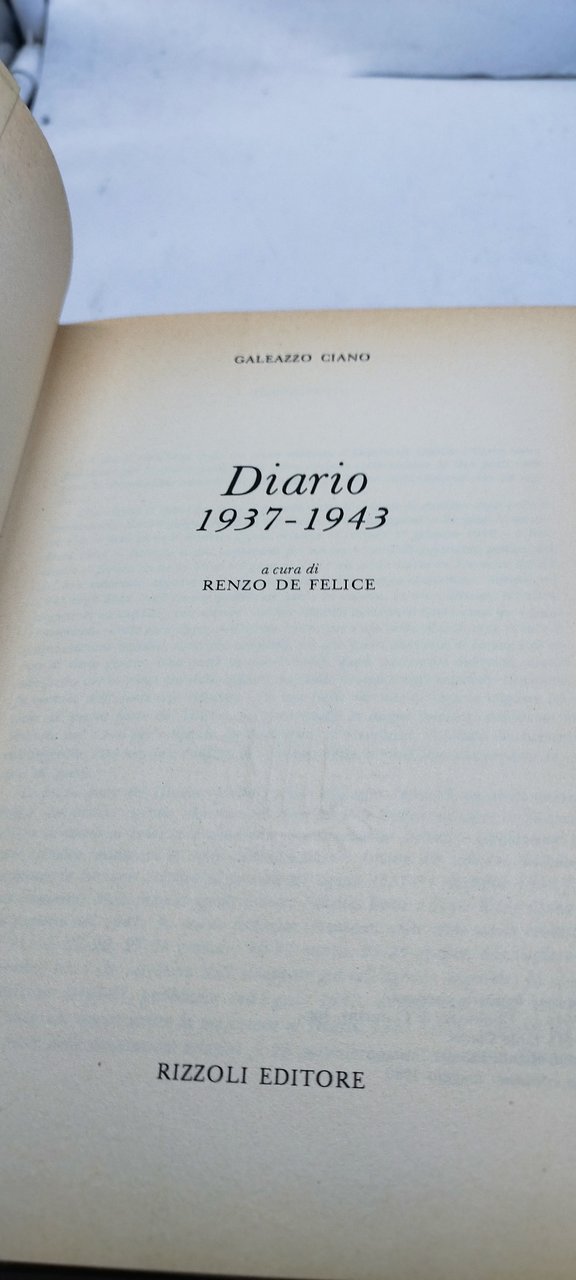 GALEAZZO CIANO
Diario
1937-1943
a cura di
RENZO DE FELICE
RIZZOLI EDITORE